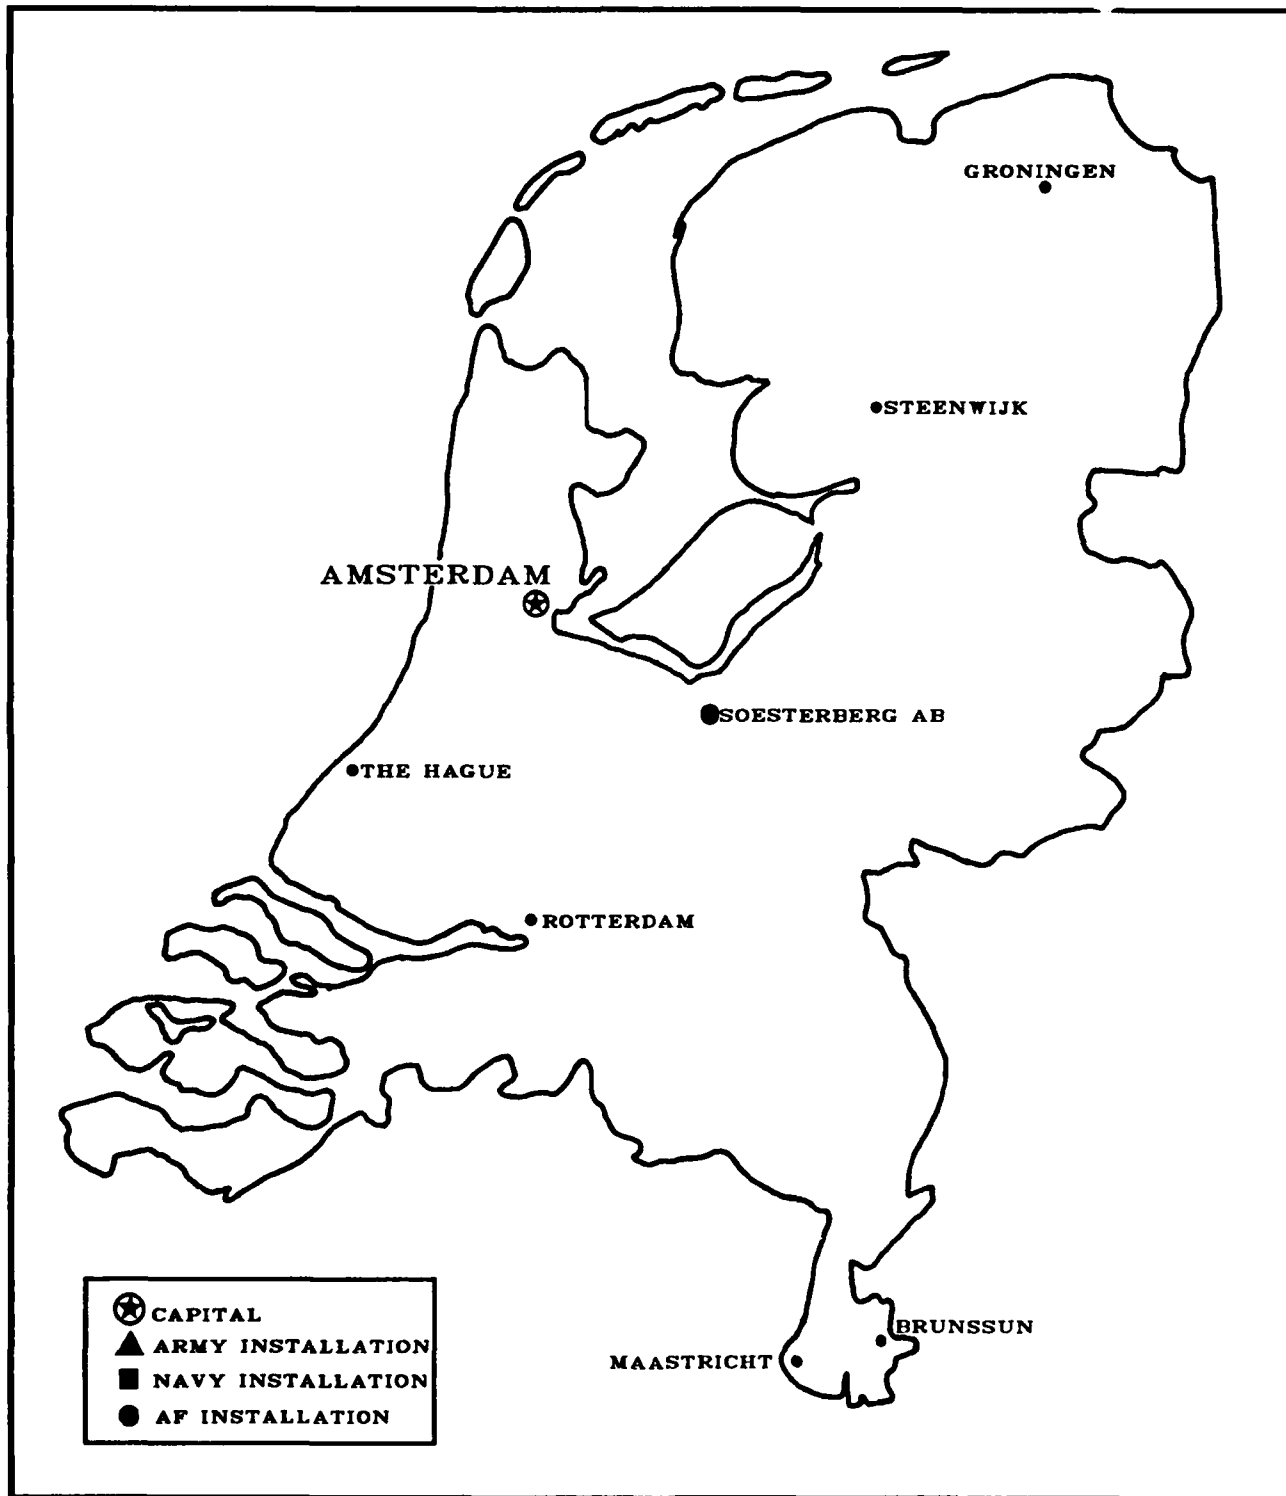 GRONINGEN
STEENWIJK
AMSTERDAM
SOESTERBERG AB
THE HAGUE
ROTTERDAM
BRUNSSUN
MAASTRICHT
CAPITAL
ARMY INSTALLATION
NAVY INSTALLATION
AF INSTALLATION